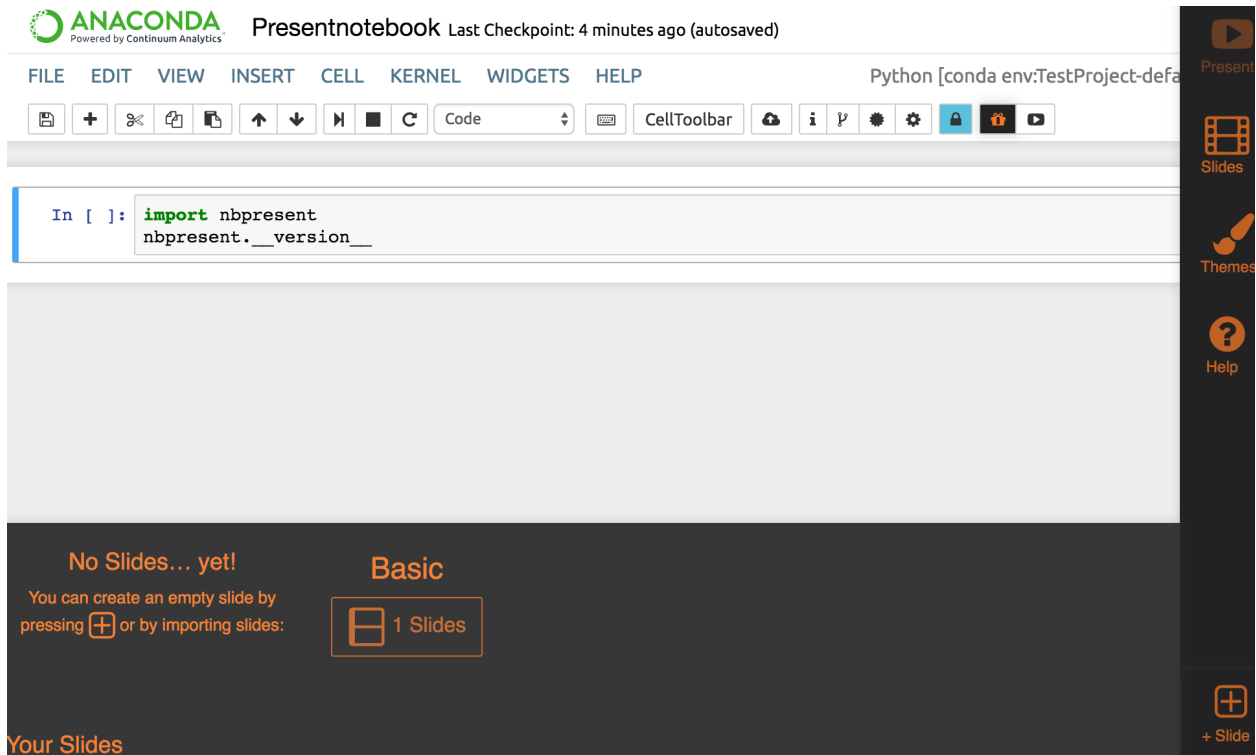 ANACONDA
Powered by Continuum Analytics
Presentnotebook Last Checkpoint: 4 minutes ago (autosaved)
Present
FILE EDIT VIEW INSERT CELL KERNEL WIDGETS HELP
Python [conda env:TestProject-defa
Code
CellToolbar
Slides
In [ ]: import nbpresent
nbpresent.__version__
Themes
Help
No Slides... yet!
You can create an empty slide by
pressing or by importing slides:
Basic
1 Slides
Your Slides
+ Slide